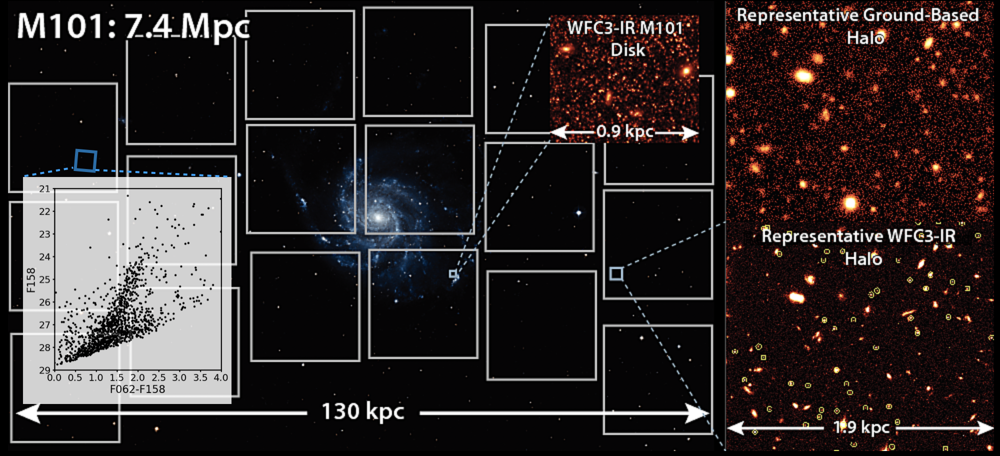 M101: 7.4 Mpc
WFC3-IR M101
Disk
0.9 kpc
Representative Ground-Based
Halo
Representative WFC3-IR
Halo
1.9 kpc
21
22
23
24
25
26
27
28
29
F158
0.0 0.5 1.0 1.5 2.0 2.5 3.0 3.5 4.0
F062-F158
130 kpc